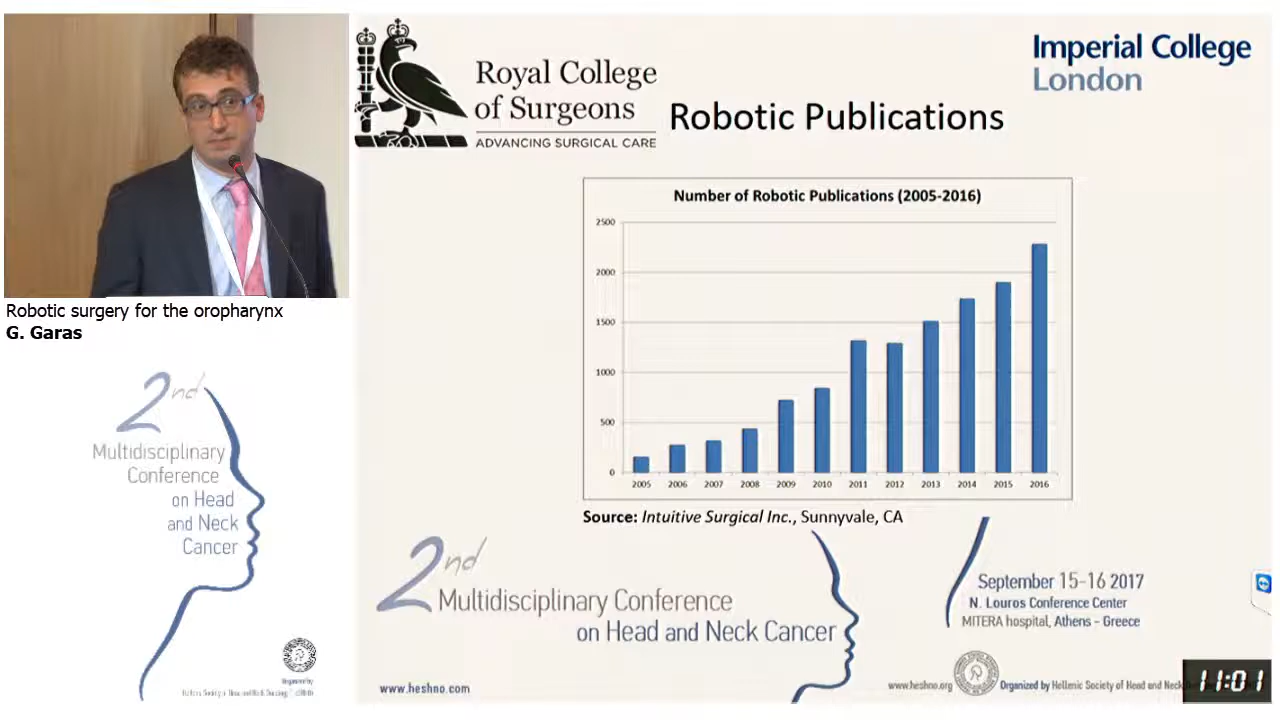 Royal College
of Surgeons
ADVANCING SURGICAL CARE
Imperial College
London
Robotic Publications
Number of Robotic Publications (2005-2016)
2500
2000
1500
1000
500
0
2005 2006 2007 2008 2009 2010 2011 2012 2013 2014 2015 2016
Source: Intuitive Surgical Inc., Sunnyvale, CA
Robotic surgery for the oropharynx
G. Garas
2nd
Multidisciplinary
Conference
on Head
and Neck
Cancer
Organized by
2nd
Multidisciplinary Conference
on Head and Neck Cancer
September 15-16 2017
N. Louros Conference Center
MITERA hospital, Athens - Greece
www.heshno.com
www.heshno.org
Organized by Hellenic Society of Head and Neck
11:01